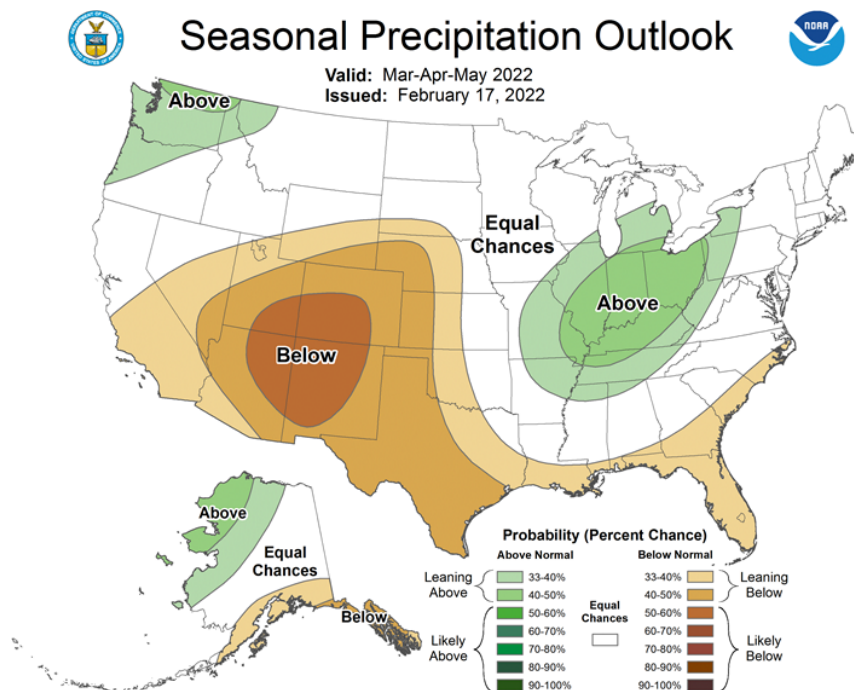 Seasonal Precipitation Outlook
NOAA
Valid: Mar-Apr-May 2022
Issued: February 17, 2022
Above
Equal
Chances
Above
Below
Above
Equal
Chances
Below
Probability (Percent Chance)
Above Normal
Below Normal
Leaning
Above
33-40%
40-50%
Likely
Above
50-60%
60-70%
70-80%
80-90%
90-100%
Equal
Chances
33-40%
40-50%
Leaning
Below
50-60%
60-70%
70-80%
80-90%
90-100%
Likely
Below